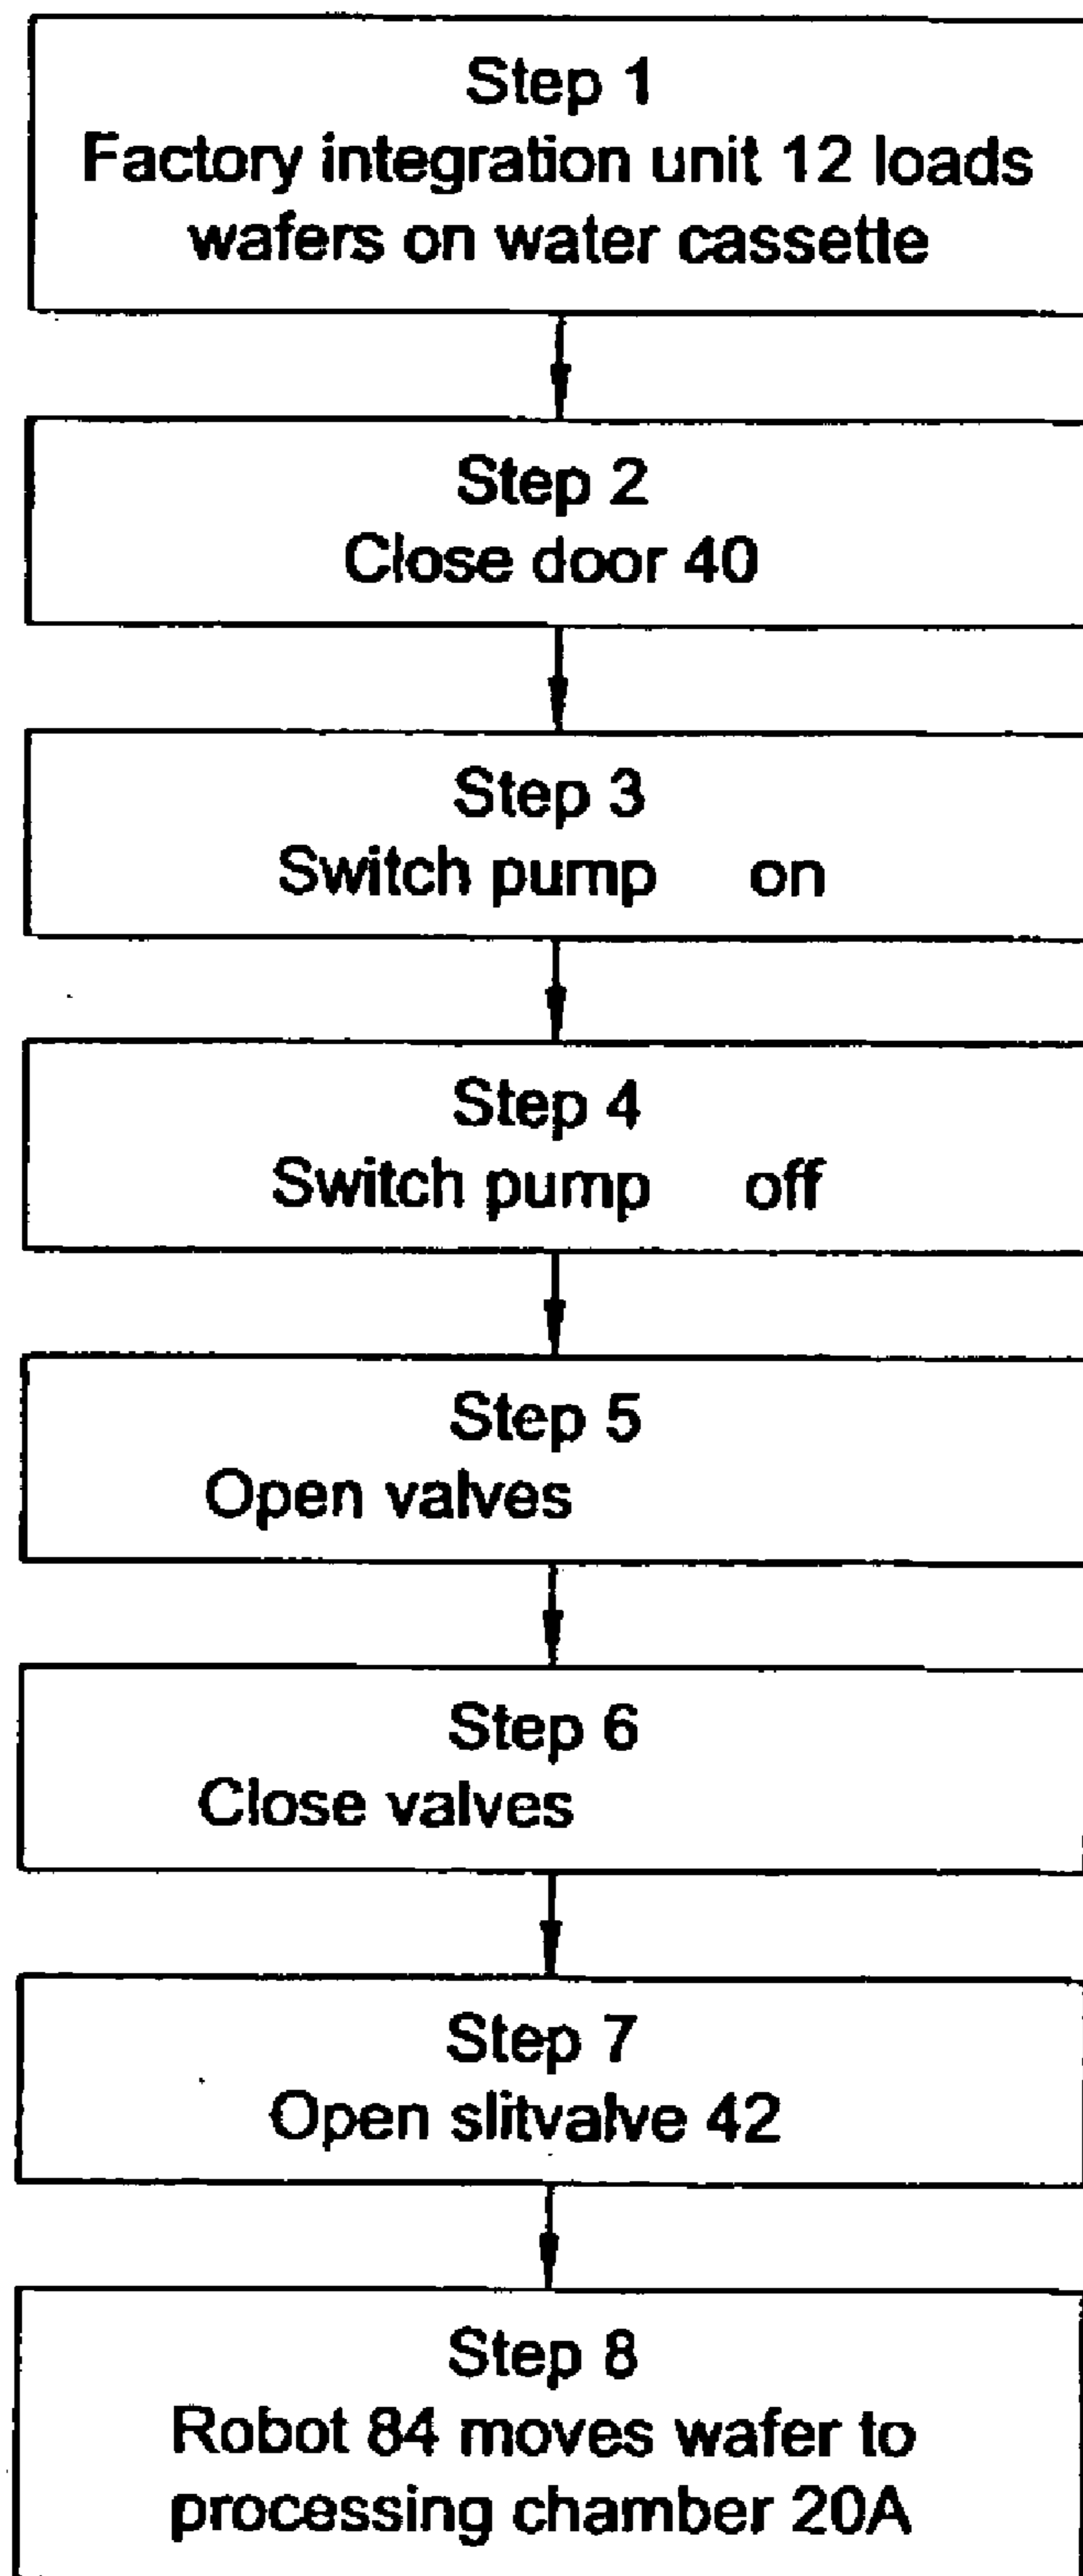 Step 1
Factory integration unit 12 loads
wafers on water cassette
Step 2
Close door 40
Step 3
Switch pump on
Step 4
Switch pump off
Step 5
Open valves
Step 6
Close valves
Step 7
Open slitvalve 42
Step 8
Robot 84 moves wafer to
processing chamber 20A